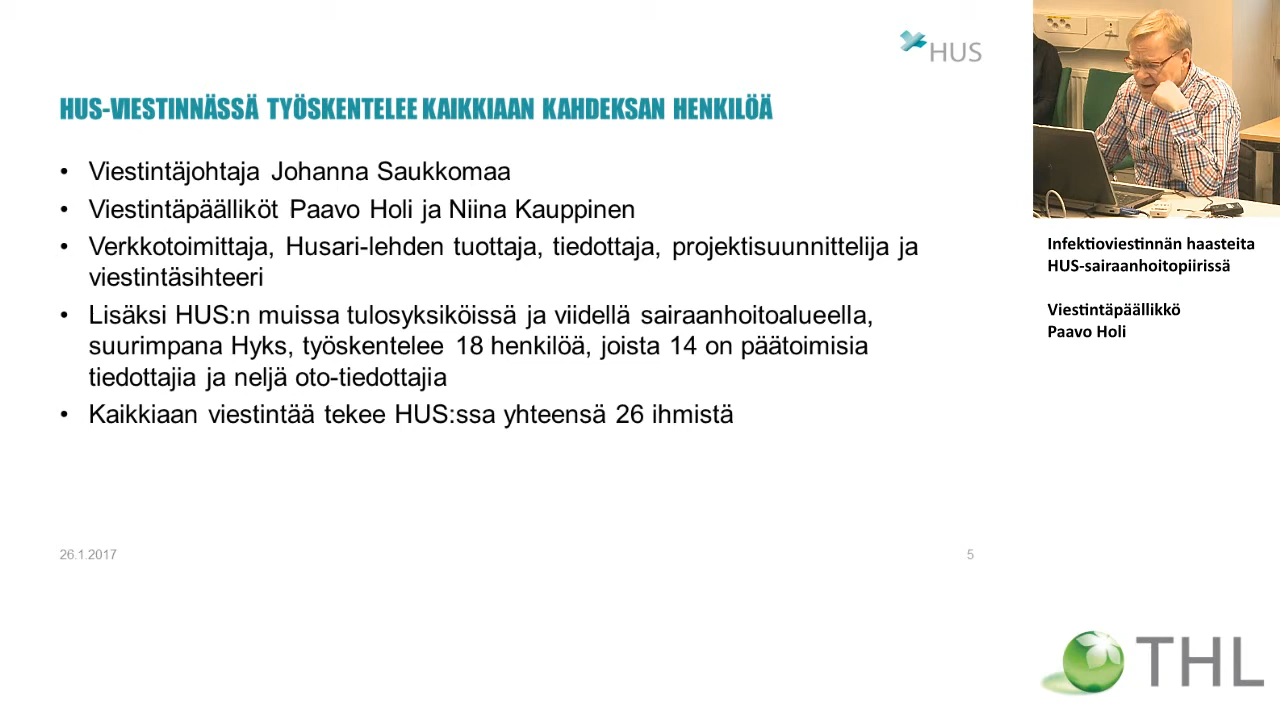 HUS
HUS-VIESTINNÄSSÄ TYÖSKENTELEE KAIKKIAAN KAHDEKSAN HENKILÖÄ
• Viestintäjohtaja Johanna Saukkomaa
• Viestintäpäälliköt Paavo Holi ja Niina Kauppinen
• Verkkotoimittaja, Husari-lehden tuottaja, tiedottaja, projektisuunnittelija ja
viestintäsihteeri
• Lisäksi HUS:n muissa tulosyksiköissä ja viidellä sairaanhoitoalueella,
suurimpana Hyks, työskentelee 18 henkilöä, joista 14 on päätoimisia
tiedottajia ja neljä oto-tiedottajia
• Kaikkiaan viestintää tekee HUS:ssa yhteensä 26 ihmistä
26.1.2017
5
Infektioviestinnän haasteita
HUS-sairaanhoitopiirissä
Viestintäpäällikkö
Paavo Holi
THL